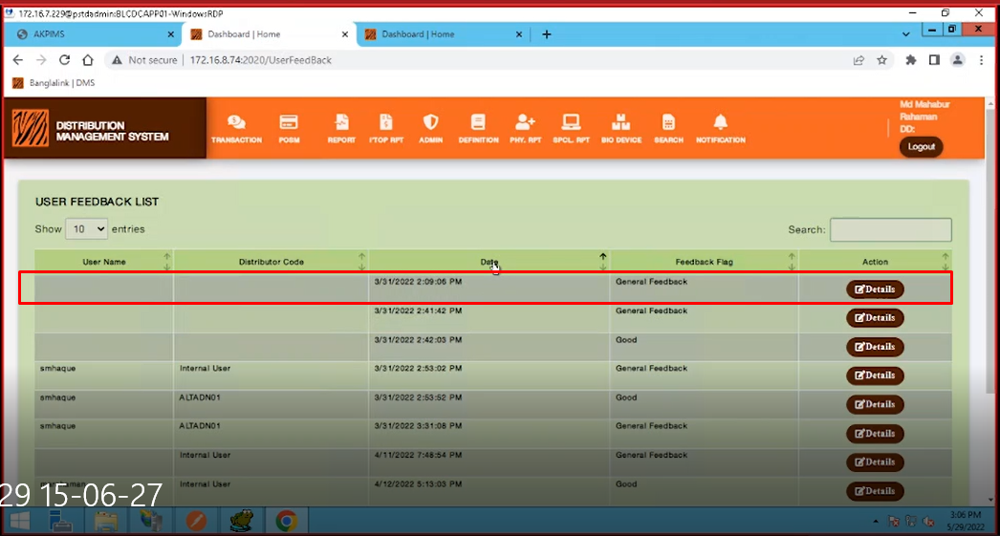 172.16.7.229@pstdadmin:BLCDCAPP01-WindowsRDP
AKPIMS
Dashboard | Home
Dashboard | Home
Not secure | 172.16.8.74:2020/UserFeedBack
Banglalink | DMS
DISTRIBUTION
MANAGEMENT SYSTEM
TRANSACTION
POSM
REPORT
I'TOP RPT
ADMIN
DEFINITION
PHY. RPT
SPCL. RPT
BIO DEVICE
SEARCH
NOTIFICATION
Md Mahabur
Rahaman
DD:
Logout
USER FEEDBACK LIST
Show 10 entries
Search:
User Name Distributor Code Date Feedback Flag Action
3/31/2022 2:09:06 PM General Feedback Details
3/31/2022 2:41:42 PM General Feedback Details
3/31/2022 2:42:03 PM Good Details
smhaque Internal User 3/31/2022 2:53:02 PM General Feedback Details
smhaque ALTADN01 3/31/2022 2:53:52 PM Good Details
smhaque ALTADN01 3/31/2022 3:31:08 PM General Feedback Details
Internal User 4/11/2022 7:48:54 PM General Feedback Details
Internal User 4/12/2022 5:13:03 PM Good Details
29 15-06-27
3:06 PM
5/29/2022